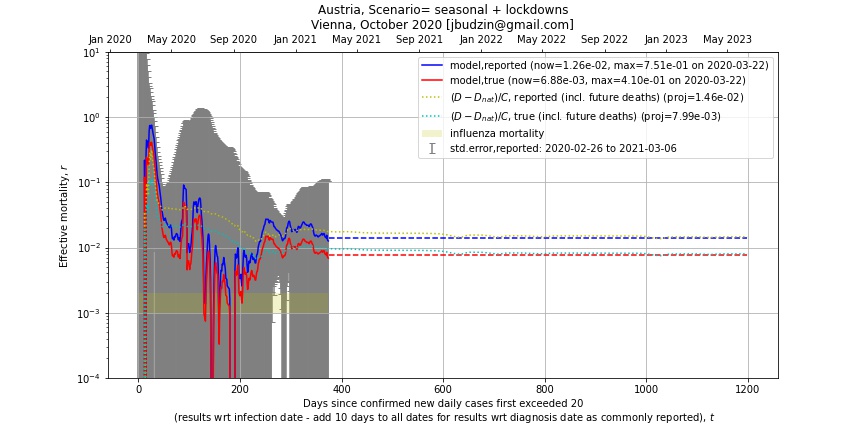 Austria, Scenario= seasonal + lockdowns
Vienna, October 2020 [jbudzin@gmail.com]
Jan 2020 May 2020 Sep 2020 Jan 2021 May 2021 Sep 2021 Jan 2022 May 2022 Sep 2022 Jan 2023 May 2023
10¹
model,reported (now=1.26e-02, max=7.51e-01 on 2020-03-22)
model,true (now=6.88e-03, max=4.10e-01 on 2020-03-22)
(D − Dnat)/C, reported (incl. future deaths) (proj=1.46e-02)
(D − Dnat)/C, true (incl. future deaths) (proj=7.99e-03)
influenza mortality
std.error,reported: 2020-02-26 to 2021-03-06
10⁰
10⁻¹
10⁻²
10⁻³
10⁻⁴
Effective mortality, r
0 200 400 600 800 1000 1200
Days since confirmed new daily cases first exceeded 20
(results wrt infection date - add 10 days to all dates for results wrt diagnosis date as commonly reported), t